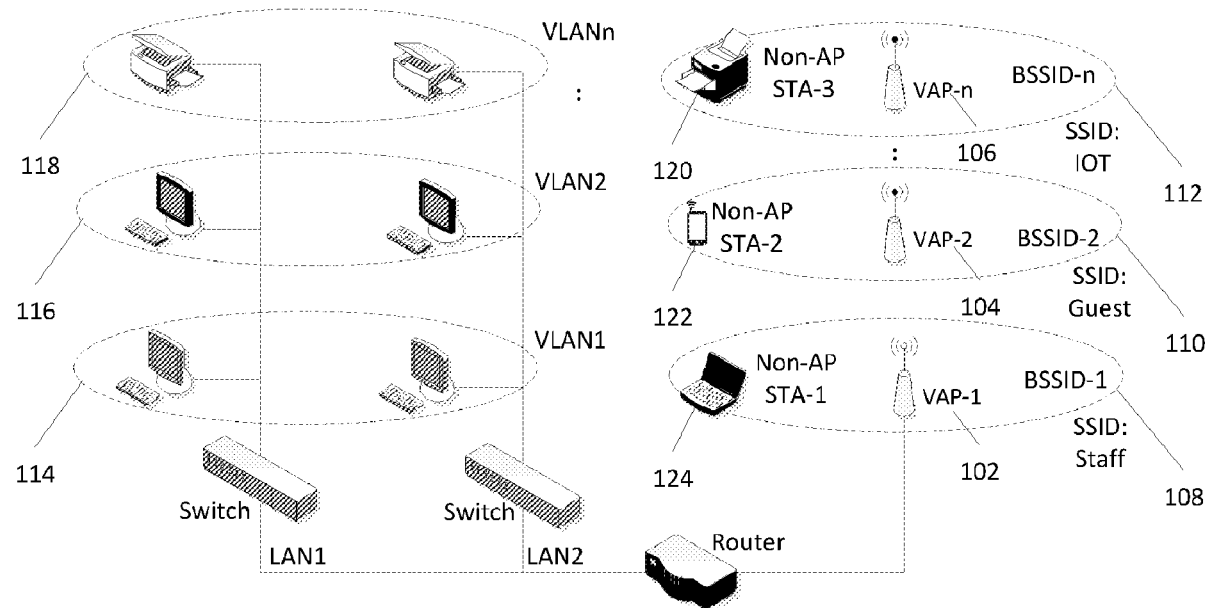 VLANn
:
118
VLAN2
116
VLAN1
114
Switch
Switch
LAN1
LAN2
Router
Non-AP
STA-3
VAP-n
BSSID-n
120
106
SSID:
IOT
112
:
Non-AP
STA-2
VAP-2
BSSID-2
122
104
SSID:
Guest
110
Non-AP
STA-1
VAP-1
BSSID-1
124
102
SSID:
Staff
108